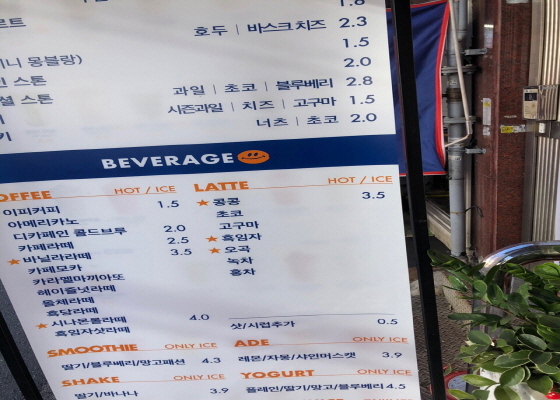 1.8
르트 호두 | 바스크 치즈 2.3
1.5
니 몽블랑) 2.0
인 스톤 과일 | 초코 | 블루베리 2.8
널 스톤 시즌과일 | 치즈 | 고구마 1.5
키 너츠 | 초코 2.0
BEVERAGE
OFFEE HOT / ICE
이피커피 1.5
아메리카노
디카페인 콜드브루 2.0
카페라떼 2.5
★ 바닐라라떼 3.5
카페모카
카라멜마끼아또
헤이즐넛라떼
돌체라떼
흑당라떼
★ 시나몬꿀라떼 4.0
흑임자샷라떼
LATTE HOT / ICE
★ 콩콩 3.5
초코
고구마
★ 흑임자
★ 오곡
녹차
홍차
샷/시럽추가 0.5
SMOOTHIE ONLY ICE
딸기/블루베리/망고패션 4.3
SHAKE ONLY ICE
딸기/바나나 3.9
ADE ONLY ICE
레몬/자몽/샤인머스켓 3.9
YOGURT ONLY ICE
플레인/딸기/망고/블루베리 4.5